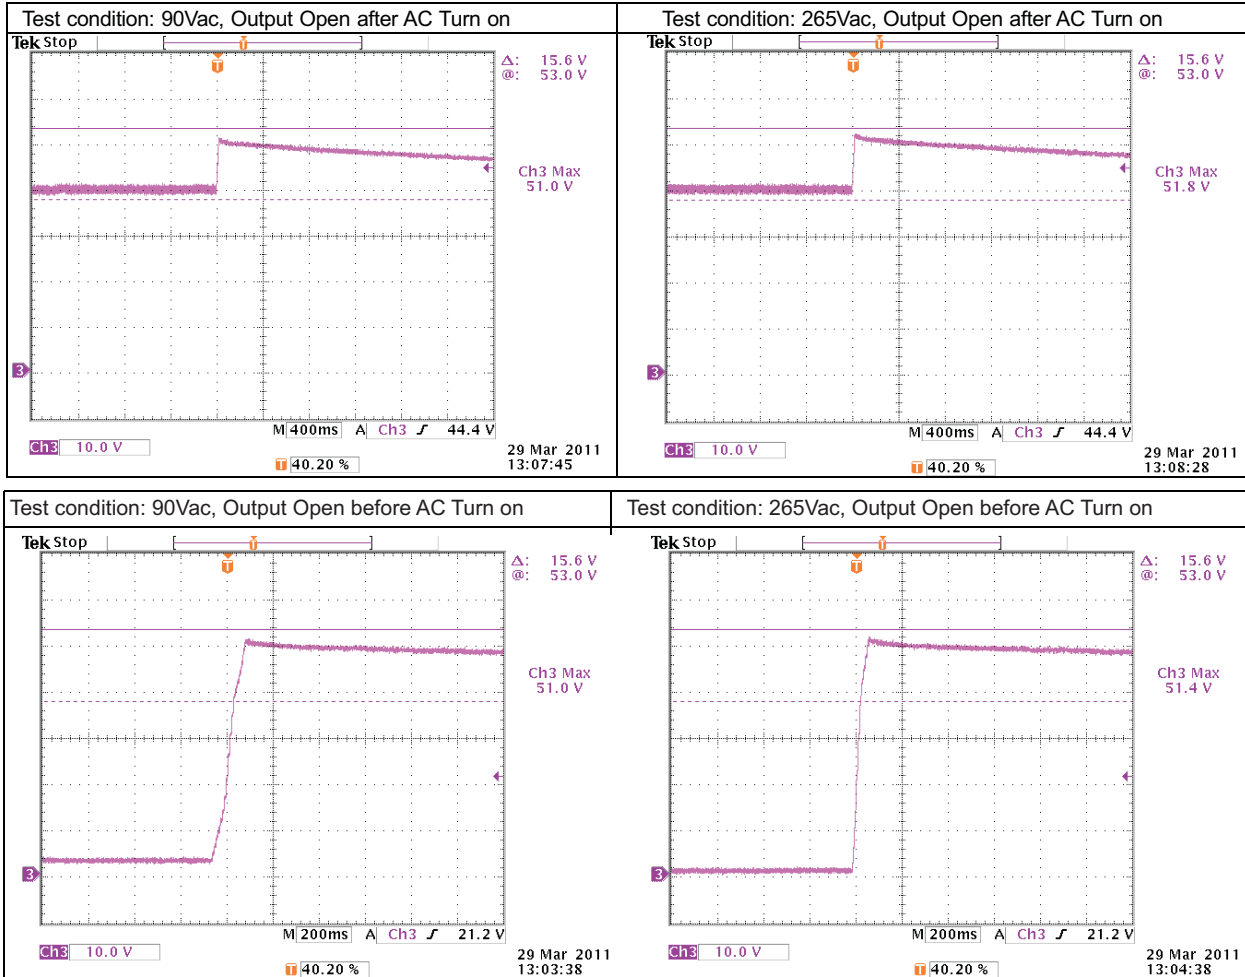 Test condition: 90Vac, Output Open after AC Turn on
Tek Stop
T
T
Δ: 15.6 V
@: 53.0 V
Ch3 Max
51.0 V
3
M 400ms A Ch3 44.4 V
Ch3 10.0 V
T 40.20 %
29 Mar 2011
13:07:45
Test condition: 265Vac, Output Open after AC Turn on
Tek Stop
T
T
Δ: 15.6 V
@: 53.0 V
Ch3 Max
51.8 V
3
M 400ms A Ch3 44.4 V
Ch3 10.0 V
T 40.20 %
29 Mar 2011
13:08:28
Test condition: 90Vac, Output Open before AC Turn on
Tek Stop
T
T
Δ: 15.6 V
@: 53.0 V
Ch3 Max
51.0 V
3
M 200ms A Ch3 21.2 V
Ch3 10.0 V
T 40.20 %
29 Mar 2011
13:03:38
Test condition: 265Vac, Output Open before AC Turn on
Tek Stop
T
T
Δ: 15.6 V
@: 53.0 V
Ch3 Max
51.4 V
3
M 200ms A Ch3 21.2 V
Ch3 10.0 V
T 40.20 %
29 Mar 2011
13:04:38